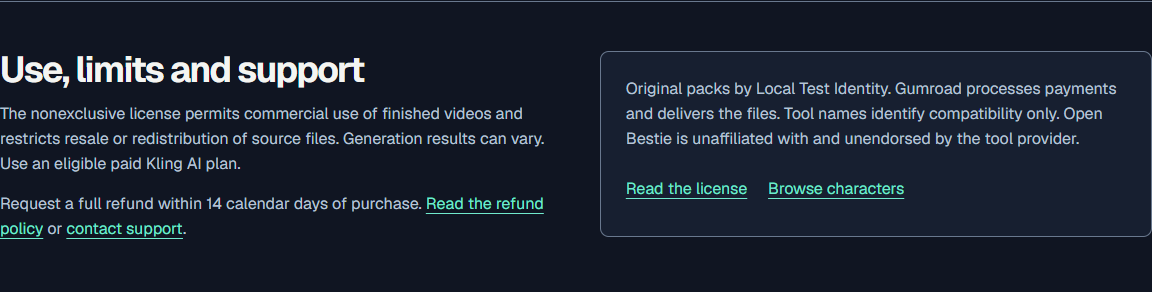 Use, limits and support
The nonexclusive license permits commercial use of finished videos and
restricts resale or redistribution of source files. Generation results can vary.
Use an eligible paid Kling AI plan.
Request a full refund within 14 calendar days of purchase. Read the refund
policy or contact support.
Original packs by Local Test Identity. Gumroad processes payments
and delivers the files. Tool names identify compatibility only. Open
Bestie is unaffiliated with and unendorsed by the tool provider.
Read the license Browse characters